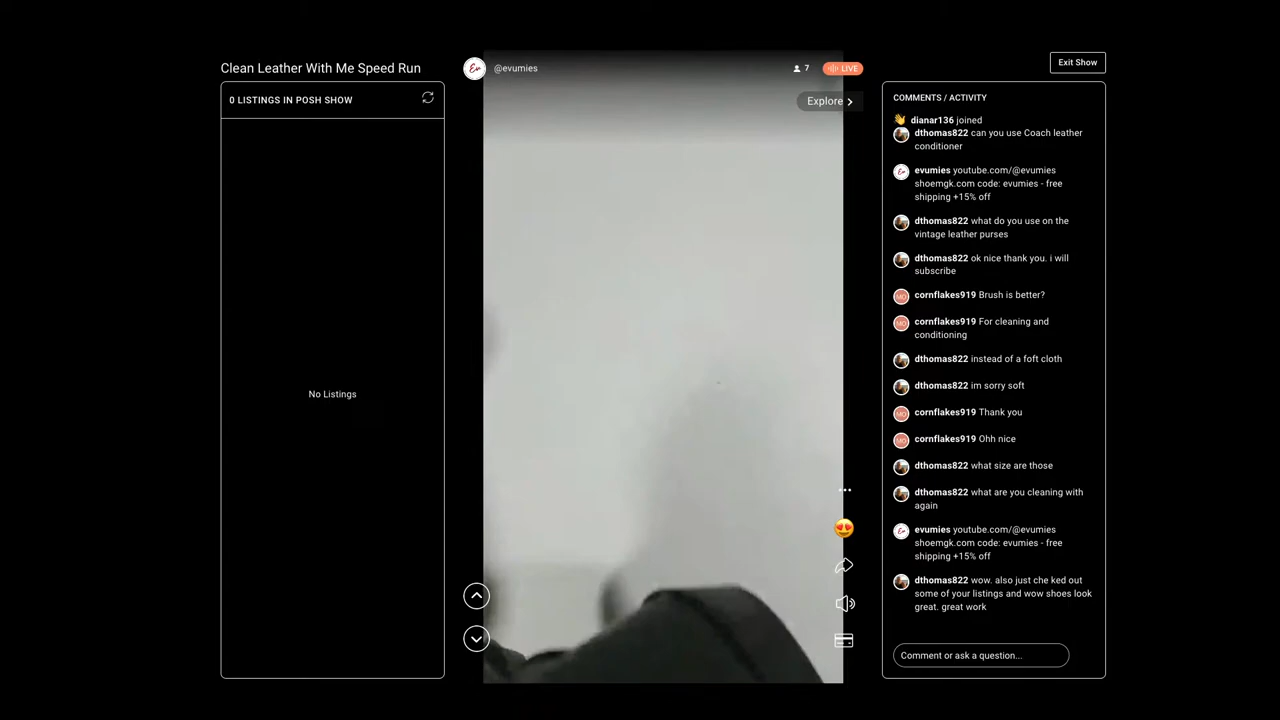 Clean Leather With Me Speed Run
0 LISTINGS IN POSH SHOW
No Listings
Ev @evumies
7
LIVE
Explore
Exit Show
COMMENTS / ACTIVITY
dianar136 joined
dthomas822 can you use Coach leather
conditioner
evumies youtube.com/@evumies
shoemgk.com code: evumies - free
shipping +15% off
dthomas822 what do you use on the
vintage leather purses
dthomas822 ok nice thank you. i will
subscribe
MO cornflakes919 Brush is better?
MO cornflakes919 For cleaning and
conditioning
dthomas822 instead of a foft cloth
dthomas822 im sorry soft
MO cornflakes919 Thank you
MO cornflakes919 Ohh nice
dthomas822 what size are those
dthomas822 what are you cleaning with
again
evumies youtube.com/@evumies
shoemgk.com code: evumies - free
shipping +15% off
dthomas822 wow. also just che ked out
some of your listings and wow shoes look
great. great work
Comment or ask a question...